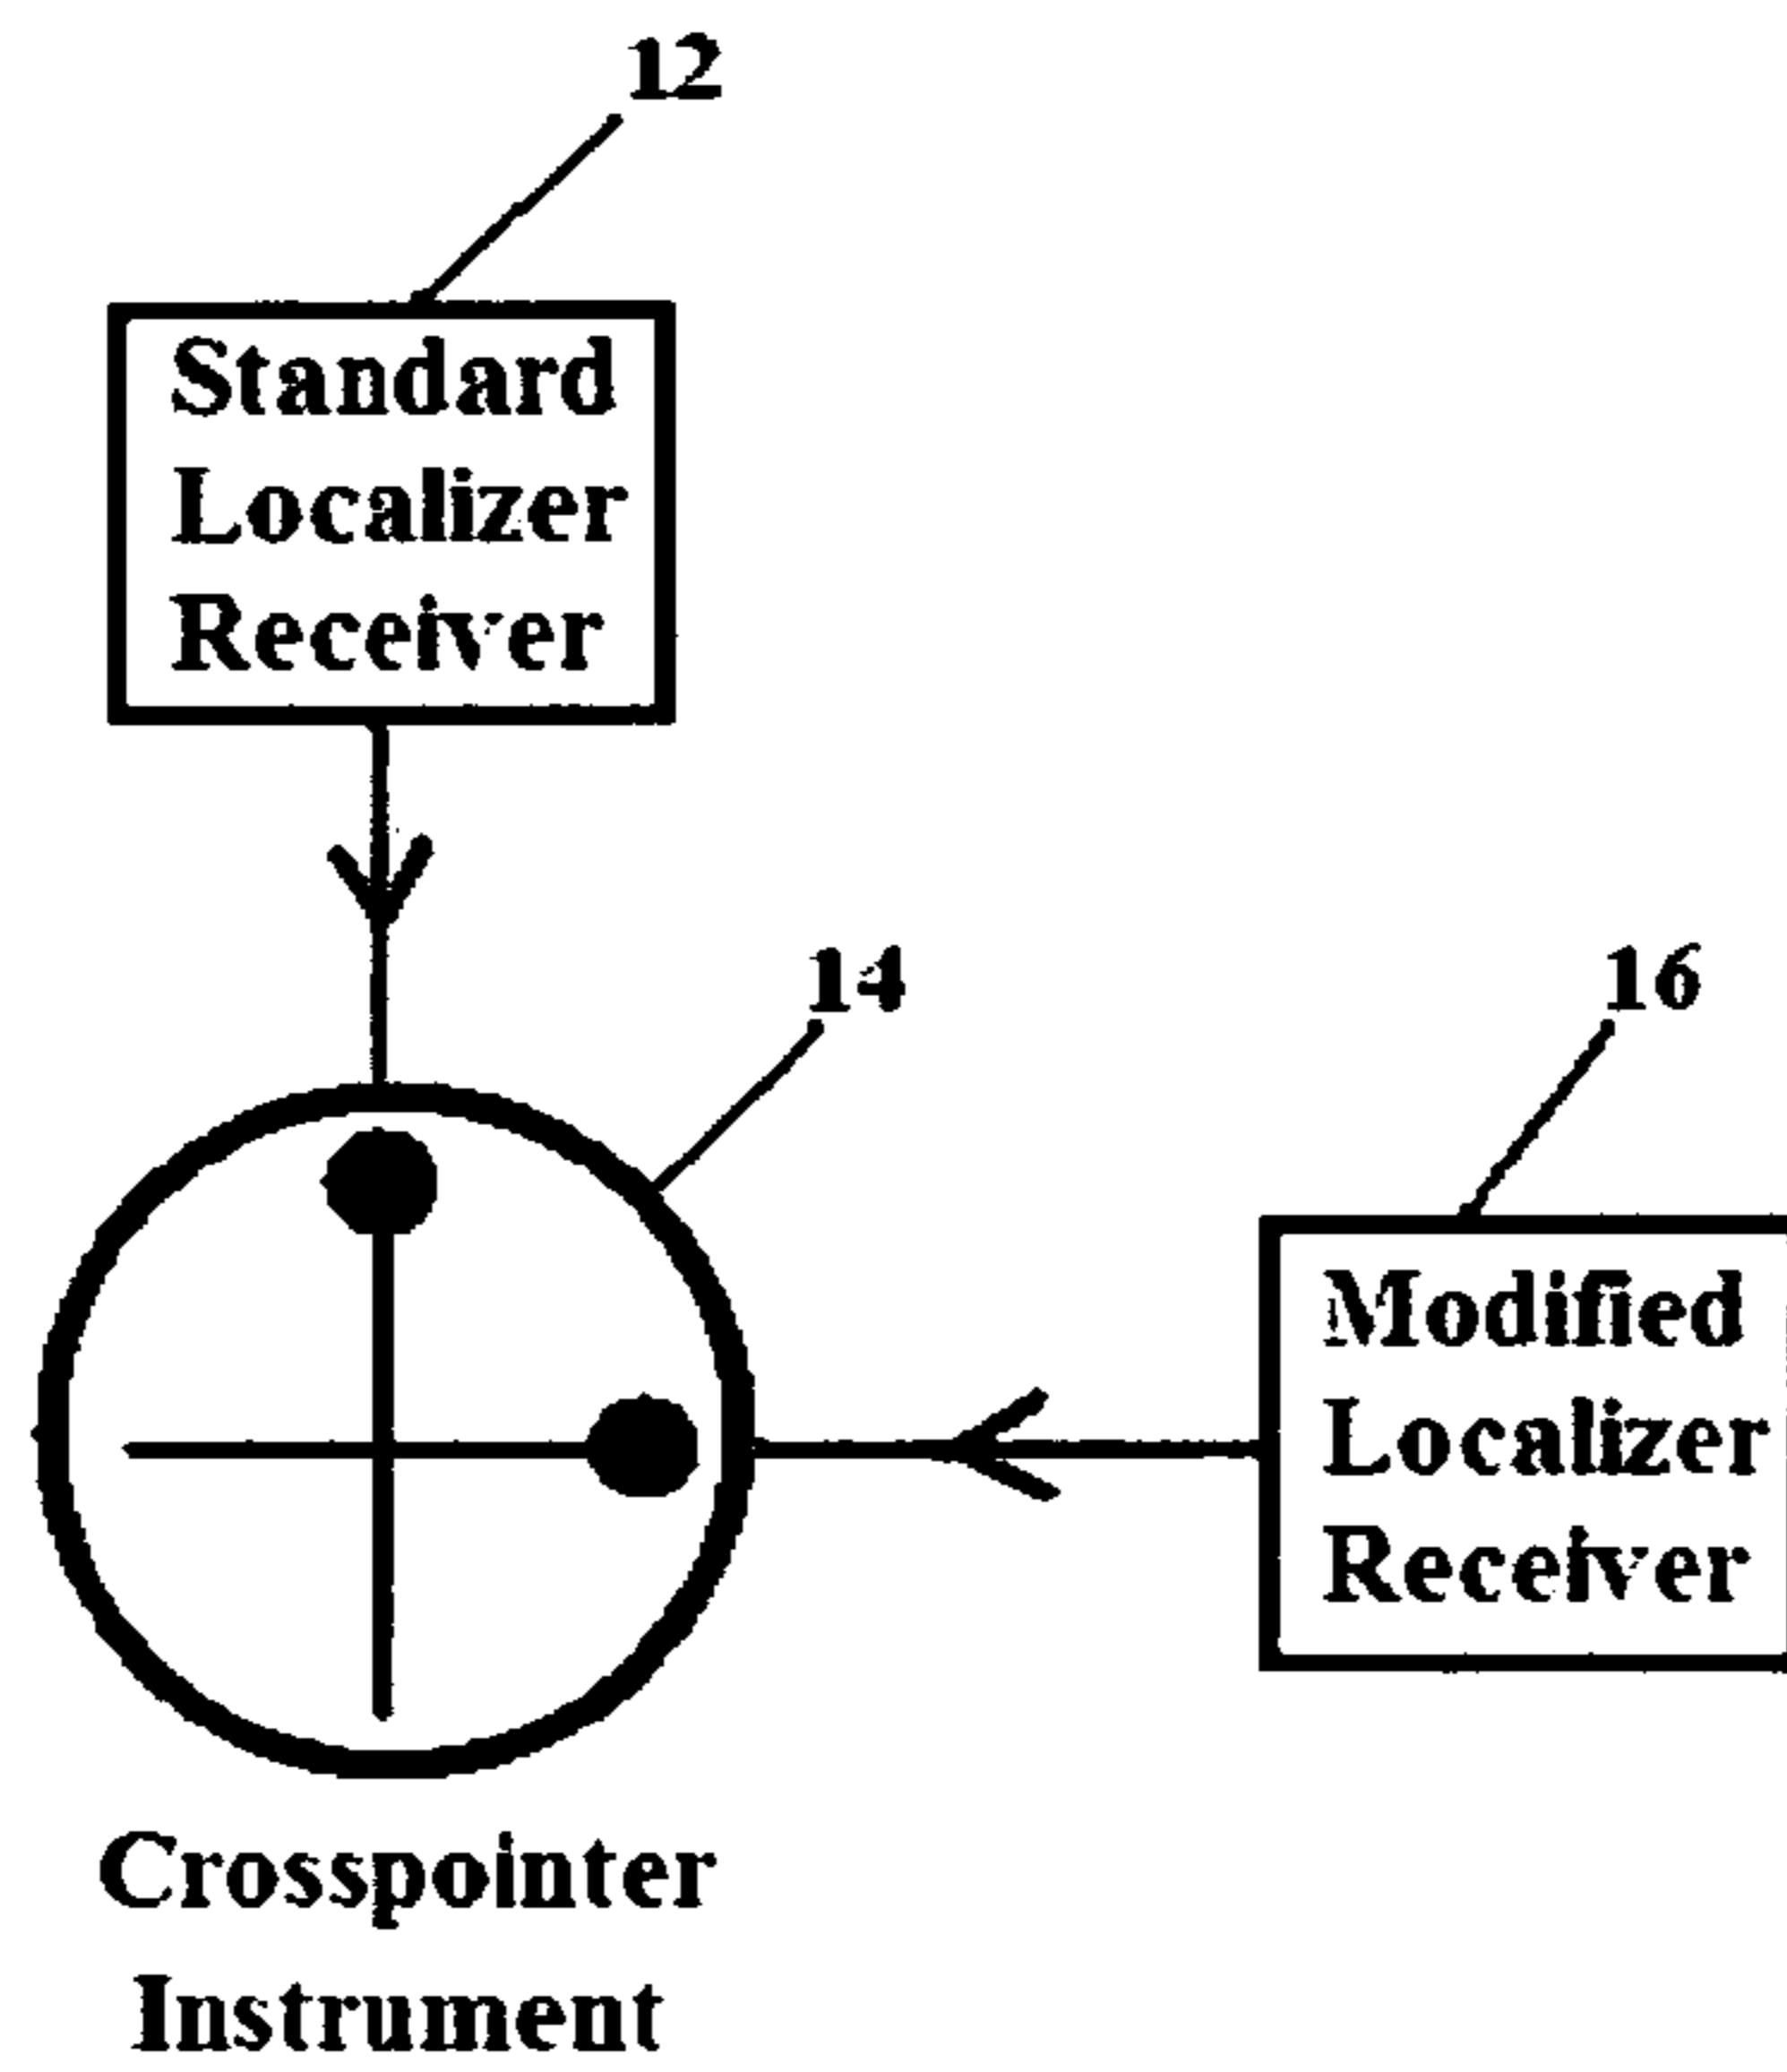 12
Standard
Localizer
Receiver
14
16
Modified
Localizer
Receiver
Crosspointer
Instrument